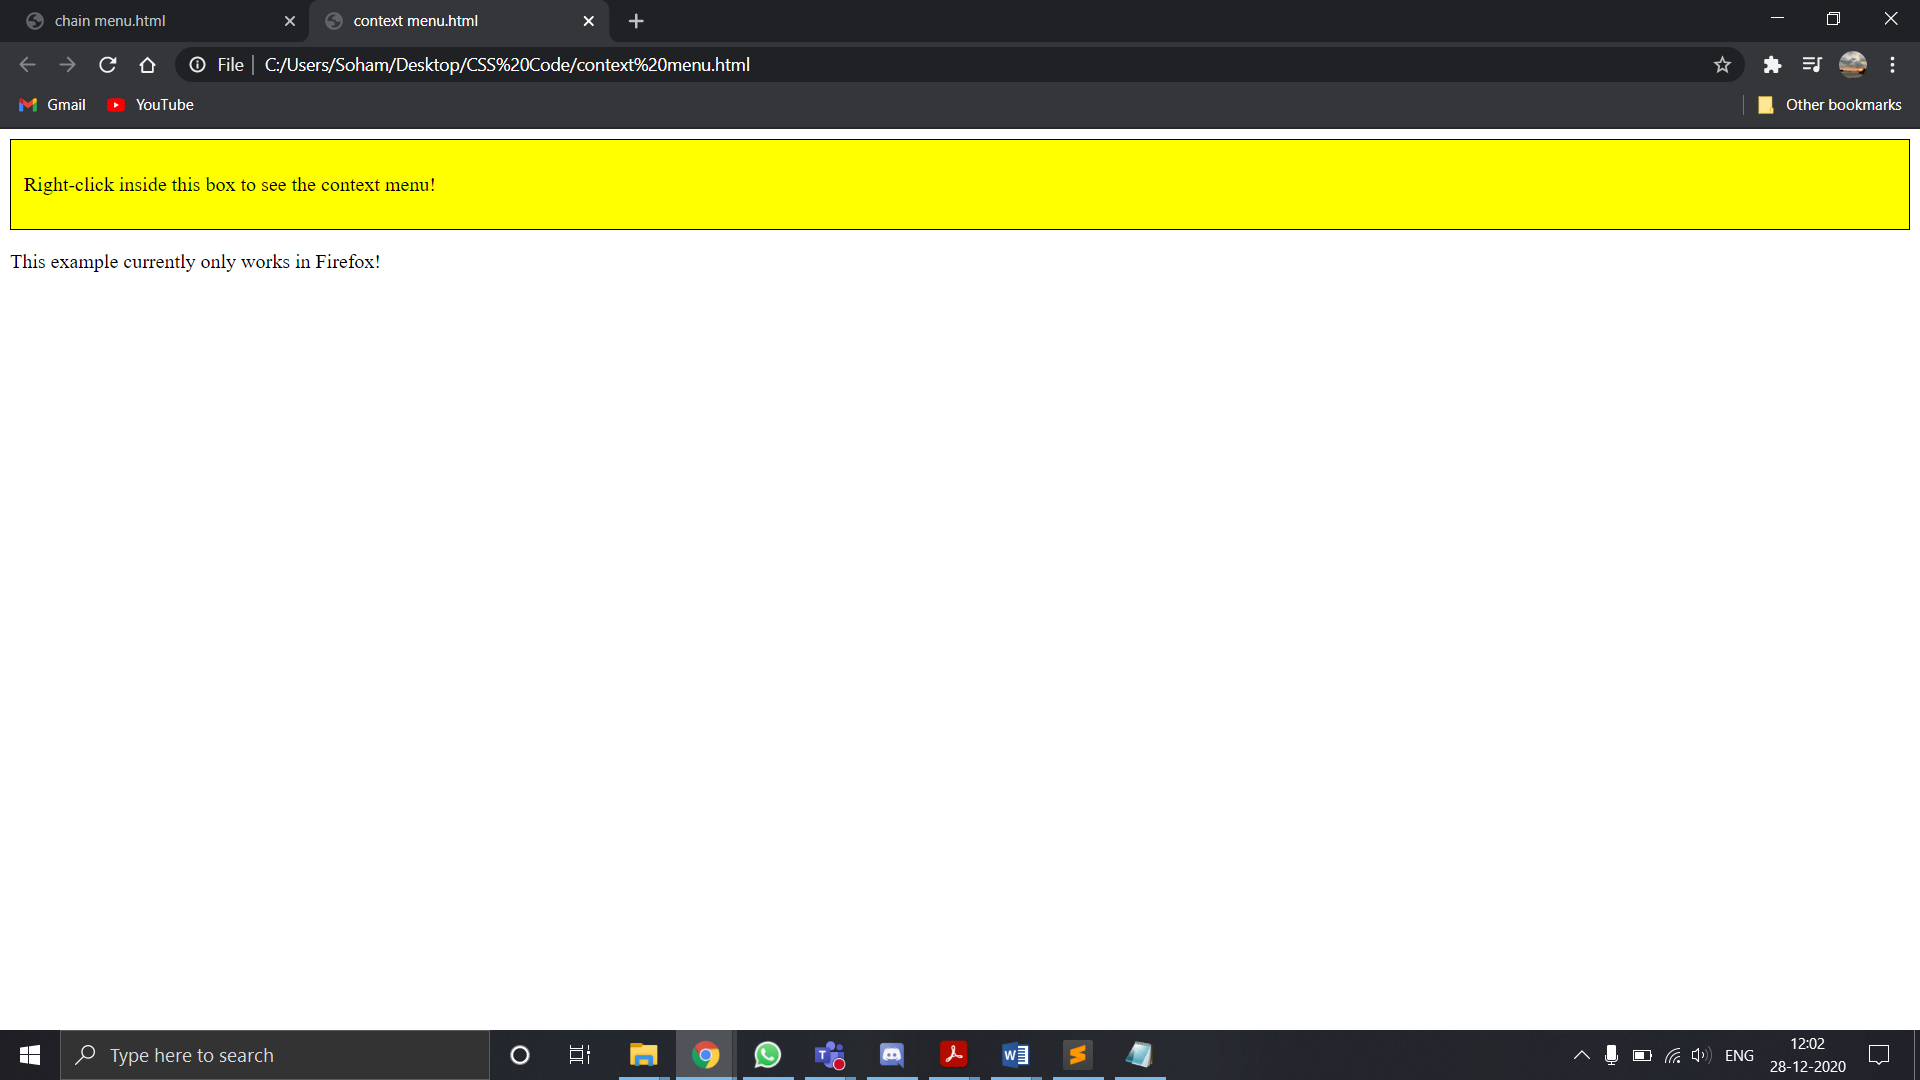 chain menu.html
context menu.html
File
C:/Users/Soham/Desktop/CSS%20Code/context%20menu.html
Gmail
YouTube
Other bookmarks
Right-click inside this box to see the context menu!
This example currently only works in Firefox!
Type here to search
ENG
12:02
28-12-2020